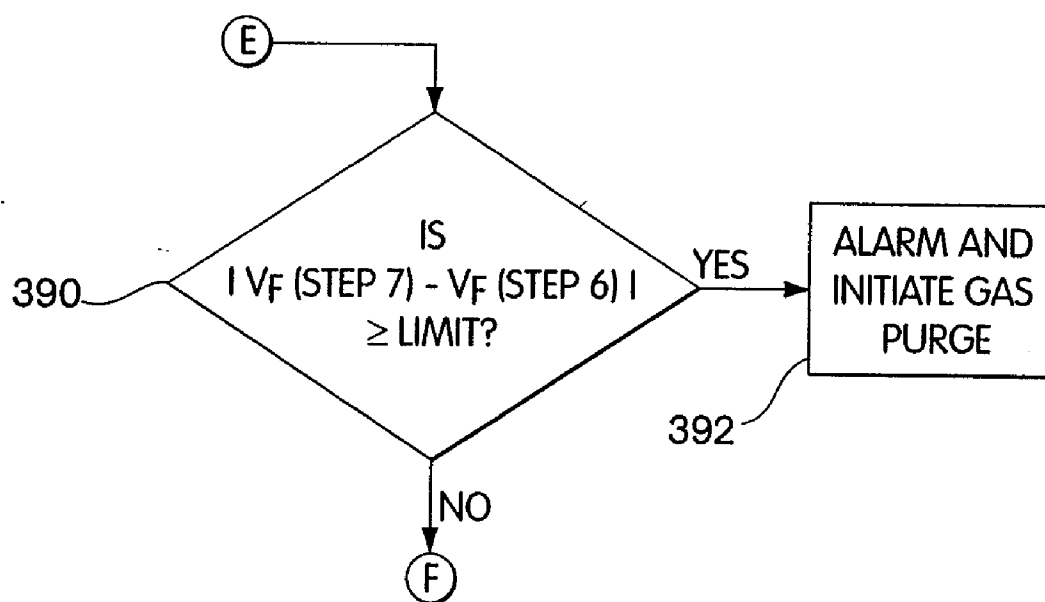 E
IS
| VF (STEP 7) - VF (STEP 6) |
≥ LIMIT?
390
YES
ALARM AND
INITIATE GAS
PURGE
392
NO
F